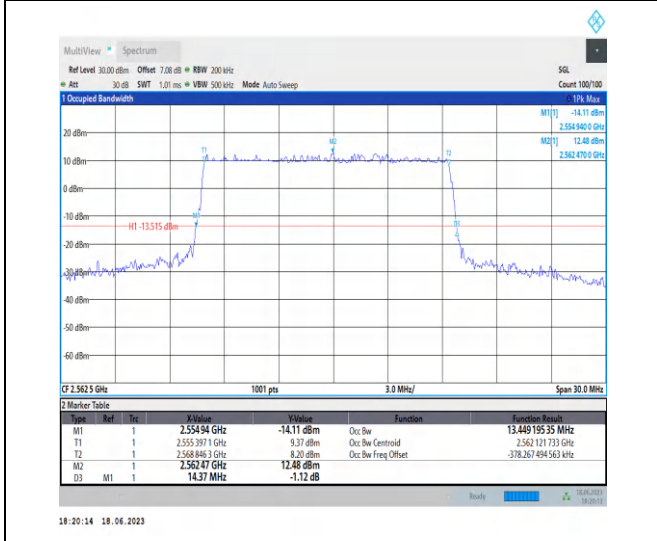 MultiView Spectrum
Ref Level 30.00 dBm Offset 7.08 dB RBW 200 kHz SGL
Att 30 dB SWT 1.01 ms VBW 500 kHz Mode Auto Sweep Count 100/100
1 Occupied Bandwidth 1Pk Max
M1[1] -14.11 dBm
2.554 940 0 GHz
M2[1] 12.48 dBm
2.562 470 0 GHz
20 dBm
M2
T1 T2
10 dBm
0 dBm
-10 dBm
M1
H1 -13.515 dBm
D3
-30 dBm
-40 dBm
-50 dBm
-60 dBm
CF 2.562 5 GHz 1001 pts 3.0 MHz/ Span 30.0 MHz
2 Marker Table
Type Ref Trc X-Value Y-Value Function Function Result
M1 1 2.554 94 GHz -14.11 dBm Occ Bw 13.449 195 35 MHz
T1 1 2.555 397 1 GHz 9.37 dBm Occ Bw Centroid 2.562 121 733 GHz
T2 1 2.568 846 3 GHz 8.20 dBm Occ Bw Freq Offset -378.267 494 563 kHz
M2 1 2.562 47 GHz 12.48 dBm
D3 M1 1 14.37 MHz -1.12 dB
Ready 18.06.2023
18:20:13
18:20:14 18.06.2023